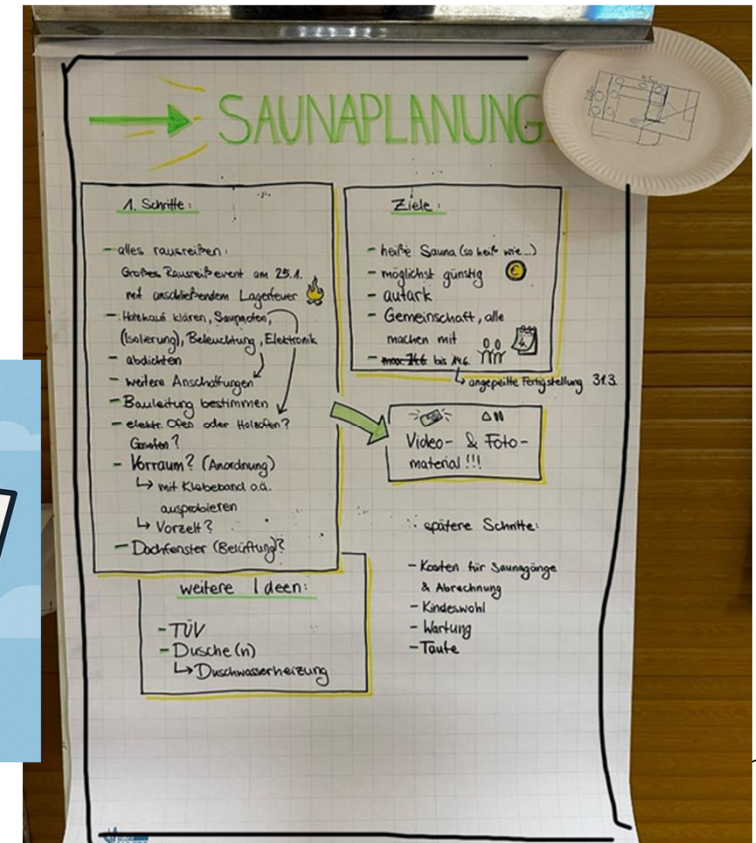 SAUNAPLANUNG
1. Schritte:
- alles rausreißen:
Großes Rausreißevent am 25.1.
mit anschließendem Lagerfeuer
- Holzkauf klären, Saunaofen,
(Isolierung), Beleuchtung, Elektronik
- abdichten
- weitere Anschaffungen
- Bauleitung bestimmen
- elektr. Ofen oder Holzofen?
Gasofen?
- Vorraum? (Anordnung)
↳ mit Klebeband o.ä.
ausprobieren
↳ Vorzelt?
- Dachfenster (Belüftung)?
Ziele:
- heiße Sauna (so heiß wie...)
- möglichst günstig
- autark
- Gemeinschaft, alle
machen mit
- bis 14.6.
↳ angepeilte Fertigstellung 31.3.
Video- & Foto-
material!!!
weitere Ideen:
- TÜV
- Dusche(n)
↳ Duschwasserheizung
spätere Schritte:
- Kosten für Saunagänge
& Abrechnung
- Kindeswohl
- Wartung
- Taufe